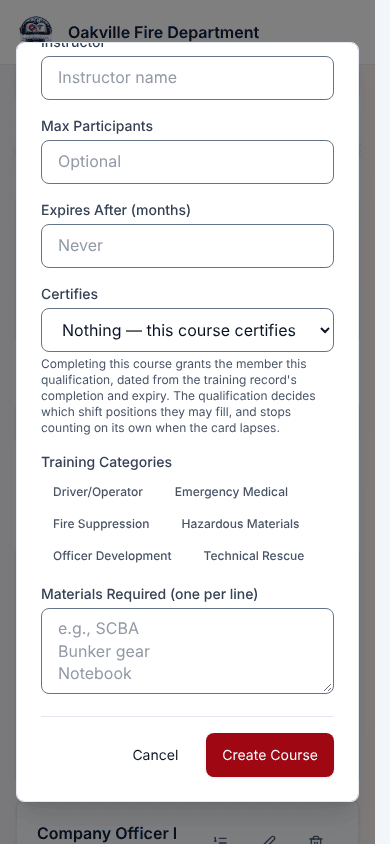 Oakville Fire Department
Instructor
Instructor name
Max Participants
Optional
Expires After (months)
Never
Certifies
Nothing — this course certifies
Completing this course grants the member this
qualification, dated from the training record's
completion and expiry. The qualification decides
which shift positions they may fill, and stops
counting on its own when the card lapses.
Training Categories
Driver/Operator Emergency Medical
Fire Suppression Hazardous Materials
Officer Development Technical Rescue
Materials Required (one per line)
e.g., SCBA
Bunker gear
Notebook
Cancel Create Course
Company Officer I